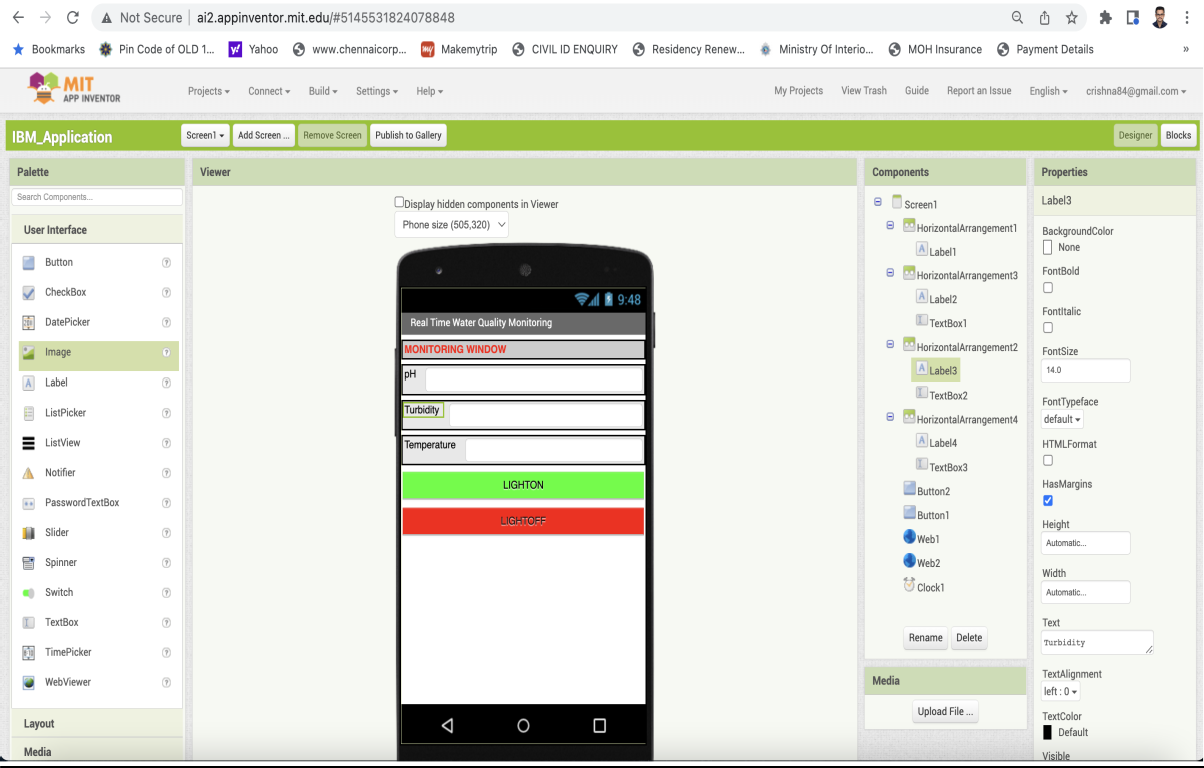 Not Secure | ai2.appinventor.mit.edu/#5145531824078848
Bookmarks Pin Code of OLD 1... Yahoo www.chennaicorp... my Makemytrip CIVIL ID ENQUIRY Residency Renew... Ministry Of Interio... MOH Insurance Payment Details »
MIT
APP INVENTOR
Projects Connect Build Settings Help My Projects View Trash Guide Report an Issue English crishna84@gmail.com
IBM_Application Screen1 Add Screen ... Remove Screen Publish to Gallery Designer Blocks
Palette
Search Components...
User Interface
Button
CheckBox
DatePicker
Image
Label
ListPicker
ListView
Notifier
PasswordTextBox
Slider
Spinner
Switch
TextBox
TimePicker
WebViewer
Layout
Media
Viewer
Display hidden components in Viewer
Phone size (505,320)
9:48
Real Time Water Quality Monitoring
MONITORING WINDOW
pH
Turbidity
Temperature
LIGHTON
LIGHTOFF
Components
Screen1
HorizontalArrangement1
Label1
HorizontalArrangement3
Label2
TextBox1
HorizontalArrangement2
Label3
TextBox2
HorizontalArrangement4
Label4
TextBox3
Button2
Button1
Web1
Web2
Clock1
Rename Delete
Media
Upload File ...
Properties
Label3
BackgroundColor
None
FontBold
FontItalic
FontSize
14.0
FontTypeface
default
HTMLFormat
HasMargins
Height
Automatic...
Width
Automatic...
Text
Turbidity
TextAlignment
left : 0
TextColor
Default
Visible